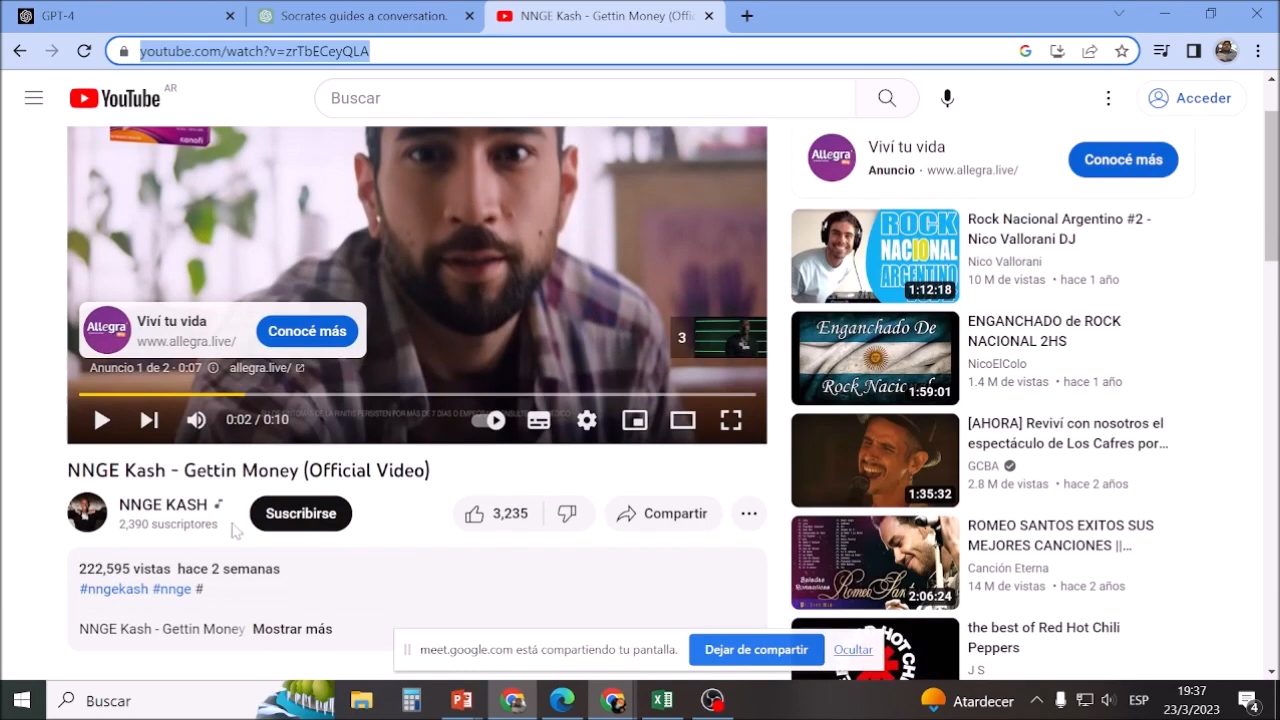 GPT-4
Socrates guides conversation.
NNGE Kash - Gettin Money (Offic
youtube.com/watch?v=zrTbECeyQLA
YouTube AR
Buscar
Acceder
Allegra
Viví tu vida
Anuncio · www.allegra.live/
Conocé más
Rock Nacional Argentino #2 -
Nico Vallorani DJ
Nico Vallorani
10 M de vistas • hace 1 año
ROCK
NACIONAL
ARGENTINO
1:12:18
ENGANCHADO de ROCK
NACIONAL 2HS
NicoElColo
1.4 M de vistas • hace 1 año
Enganchado De
Rock Nacic
1:59:01
[AHORA] Reviví con nosotros el
espectáculo de Los Cafres por...
GCBA
2.8 M de vistas • hace 2 años
1:35:32
ROMEO SANTOS EXITOS SUS
MEJORES CANCIONES ||...
Canción Eterna
14 M de vistas • hace 2 años
2:06:24
the best of Red Hot Chili
Peppers
J S
HOT CH
Allegra
Viví tu vida
www.allegra.live/
Conocé más
3
Anuncio 1 de 2 · 0:07 allegra.live/
0:02 / 0:10
NNGE Kash - Gettin Money (Official Video)
NNGE KASH
2,390 suscriptores
Suscribirse
3,235
Compartir
222,595 vistas hace 2 semanas
#nngekash #nnge #
NNGE Kash - Gettin Money Mostrar más
meet.google.com está compartiendo tu pantalla.
Dejar de compartir
Ocultar
Buscar
Atardecer
ESP
19:37
23/3/2023
4